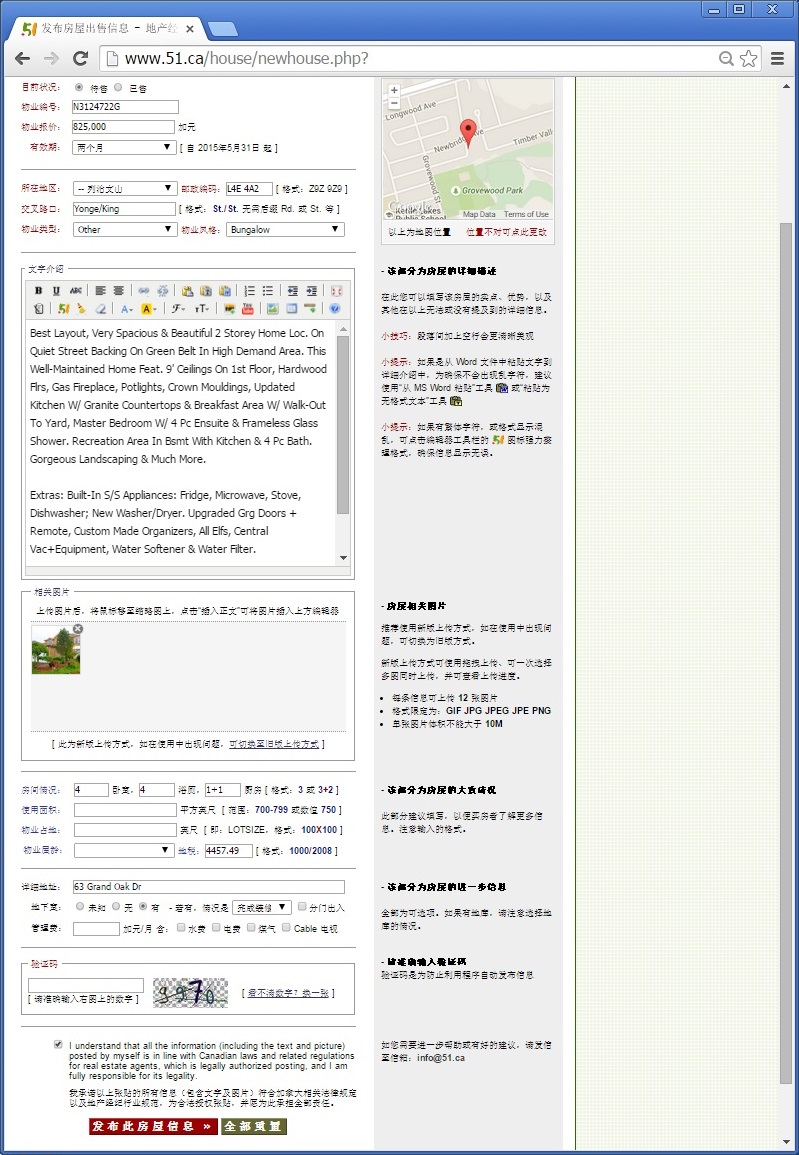 发布房屋出售信息 - 地产经
www.51.ca/house/newhouse.php?
目前状况: 待售 已售
物业编号: N3124722G
物业报价: 825,000 加元
有效期: 两个月 [ 自 2015年5月31日 起 ]
所在地区: -- 列治文山 邮政编码: L4E 4A2 [ 格式: Z9Z 9Z9 ]
交叉路口: Yonge/King [ 格式: St./St. 无需后缀 Rd. 或 St. 等 ]
物业类型: Other 物业风格: Bungalow
文字介绍
Best Layout, Very Spacious & Beautiful 2 Storey Home Loc. On
Quiet Street Backing On Green Belt In High Demand Area. This
Well-Maintained Home Feat. 9' Ceilings On 1st Floor, Hardwood
Flrs, Gas Fireplace, Potlights, Crown Mouldings, Updated
Kitchen W/ Granite Countertops & Breakfast Area W/ Walk-Out
To Yard, Master Bedroom W/ 4 Pc Ensuite & Frameless Glass
Shower. Recreation Area In Bsmt With Kitchen & 4 Pc Bath.
Gorgeous Landscaping & Much More.
Extras: Built-In S/S Appliances: Fridge, Microwave, Stove,
Dishwasher; New Washer/Dryer. Upgraded Grg Doors +
Remote, Custom Made Organizers, All Elfs, Central
Vac+Equipment, Water Softener & Water Filter.
相关图片
上传图片后，将鼠标移至缩略图上，点击“插入正文”可将图片插入上方编辑器
[ 此为新版上传方式，如在使用中出现问题，可切换至旧版上传方式 ]
房间情况: 4 卧室, 4 浴厕, 1+1 厨房 [ 格式: 3 或 3+2 ]
使用面积: 平方英尺 [ 范围: 700-799 或数值 750 ]
物业占地: 英尺 [ 即: LOTSIZE, 格式: 100X100 ]
物业房龄: 地税: 4457.49 [ 格式: 1000/2008 ]
详细地址: 63 Grand Oak Dr
地下室: 未知 无 有 - 若有，情况是 完成装修 分门出入
管理费: 加元/月 含: 水费 电费 煤气 Cable 电视
验证码
[ 请准确输入右图上的数字 ] 9970 [ 看不清数字？换一张 ]
I understand that all the information (including the text and picture)
posted by myself is in line with Canadian laws and related regulations
for real estate agents, which is legally authorized posting, and I am
fully responsible for its legality.
我承诺以上张贴的所有信息（包含文字及图片）符合加拿大相关法律规定
以及地产经纪行业规范，为合法授权张贴，并愿为此承担全部责任。
发布此房屋信息 » 全部重置
Longwood Ave
Newbridge Ave
Timber Vall
Grovewood St
Grovewood Park
Google
Kettle Lakes
Public School
Map Data Terms of Use
以上为地图位置 位置不对可点此更改
- 该部分为房屋的详细描述
在此您可以填写该房屋的卖点、优势，以及
其他在以上无法或没有提及到的详细信息。
小技巧: 段落间加上空行会更清晰美观
小提示: 如果是从 Word 文件中粘贴文字到
详细介绍中，为确保不会出现乱字符，建议
使用“从 MS Word 粘贴”工具 或“粘贴为
无格式文本”工具
小提示: 如果有繁体字符，或格式显示混
乱，可点击编辑器工具栏的 51 图标强力整
理格式，确保信息显示无误。
- 房屋相关图片
推荐使用新版上传方式，如在使用中出现问
题，可切换为旧版方式。
新版上传方式可使用拖拽上传、可一次选择
多图同时上传，并可查看上传进度。
• 每条信息可上传 12 张图片
• 格式限定为: GIF JPG JPEG JPE PNG
• 单张图片体积不能大于 10M
- 该部分为房屋的大致情况
此部分建议填写，以便买房者了解更多信
息。注意输入的格式。
- 该部分为房屋的进一步信息
全部为可选项。如果有地库，请注意选择地
库的情况。
- 请准确输入验证码
验证码是为防止利用程序自动发布信息
如您需要进一步帮助或有好的建议，请发信
至信箱: info@51.ca